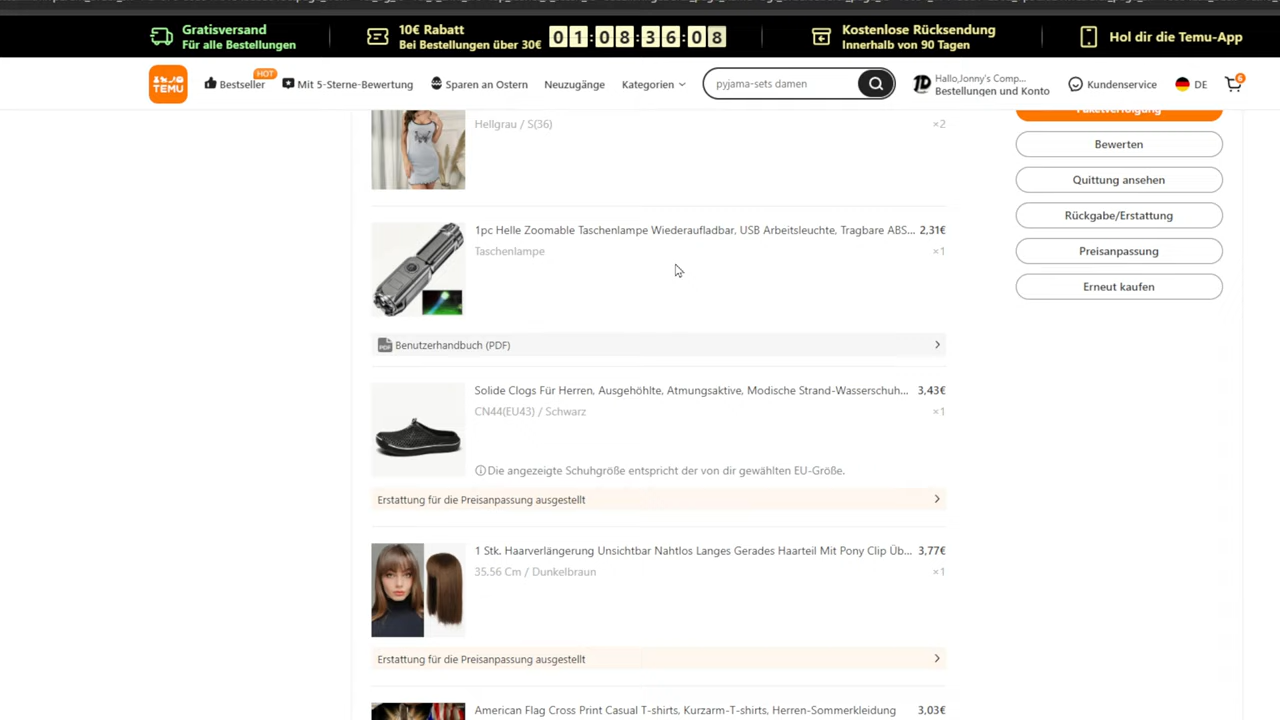 Gratisversand
Für alle Bestellungen
10€ Rabatt
Bei Bestellungen über 30€
01:08:36:08
Kostenlose Rücksendung
Innerhalb von 90 Tagen
Hol dir die Temu-App
TEMU
Bestseller
HOT
Mit 5-Sterne-Bewertung
Sparen an Ostern
Neuzugänge
Kategorien
pyjama-sets damen
Hallo,Jonny's Comp...
Bestellungen und Konto
Kundenservice
DE
6
Hellgrau / S(36)
×2
Paketverfolgung
Bewerten
Quittung ansehen
Rückgabe/Erstattung
Preisanpassung
Erneut kaufen
1pc Helle Zoomable Taschenlampe Wiederaufladbar, USB Arbeitsleuchte, Tragbare ABS... 2,31€
Taschenlampe ×1
PDF Benutzerhandbuch (PDF)
Solide Clogs Für Herren, Ausgehöhlte, Atmungsaktive, Modische Strand-Wasserschuh... 3,43€
CN44(EU43) / Schwarz ×1
Die angezeigte Schuhgröße entspricht der von dir gewählten EU-Größe.
Erstattung für die Preisanpassung ausgestellt
1 Stk. Haarverlängerung Unsichtbar Nahtlos Langes Gerades Haarteil Mit Pony Clip Üb... 3,77€
35,56 Cm / Dunkelbraun ×1
Erstattung für die Preisanpassung ausgestellt
American Flag Cross Print Casual T-shirts, Kurzarm-T-shirts, Herren-Sommerkleidung 3,03€